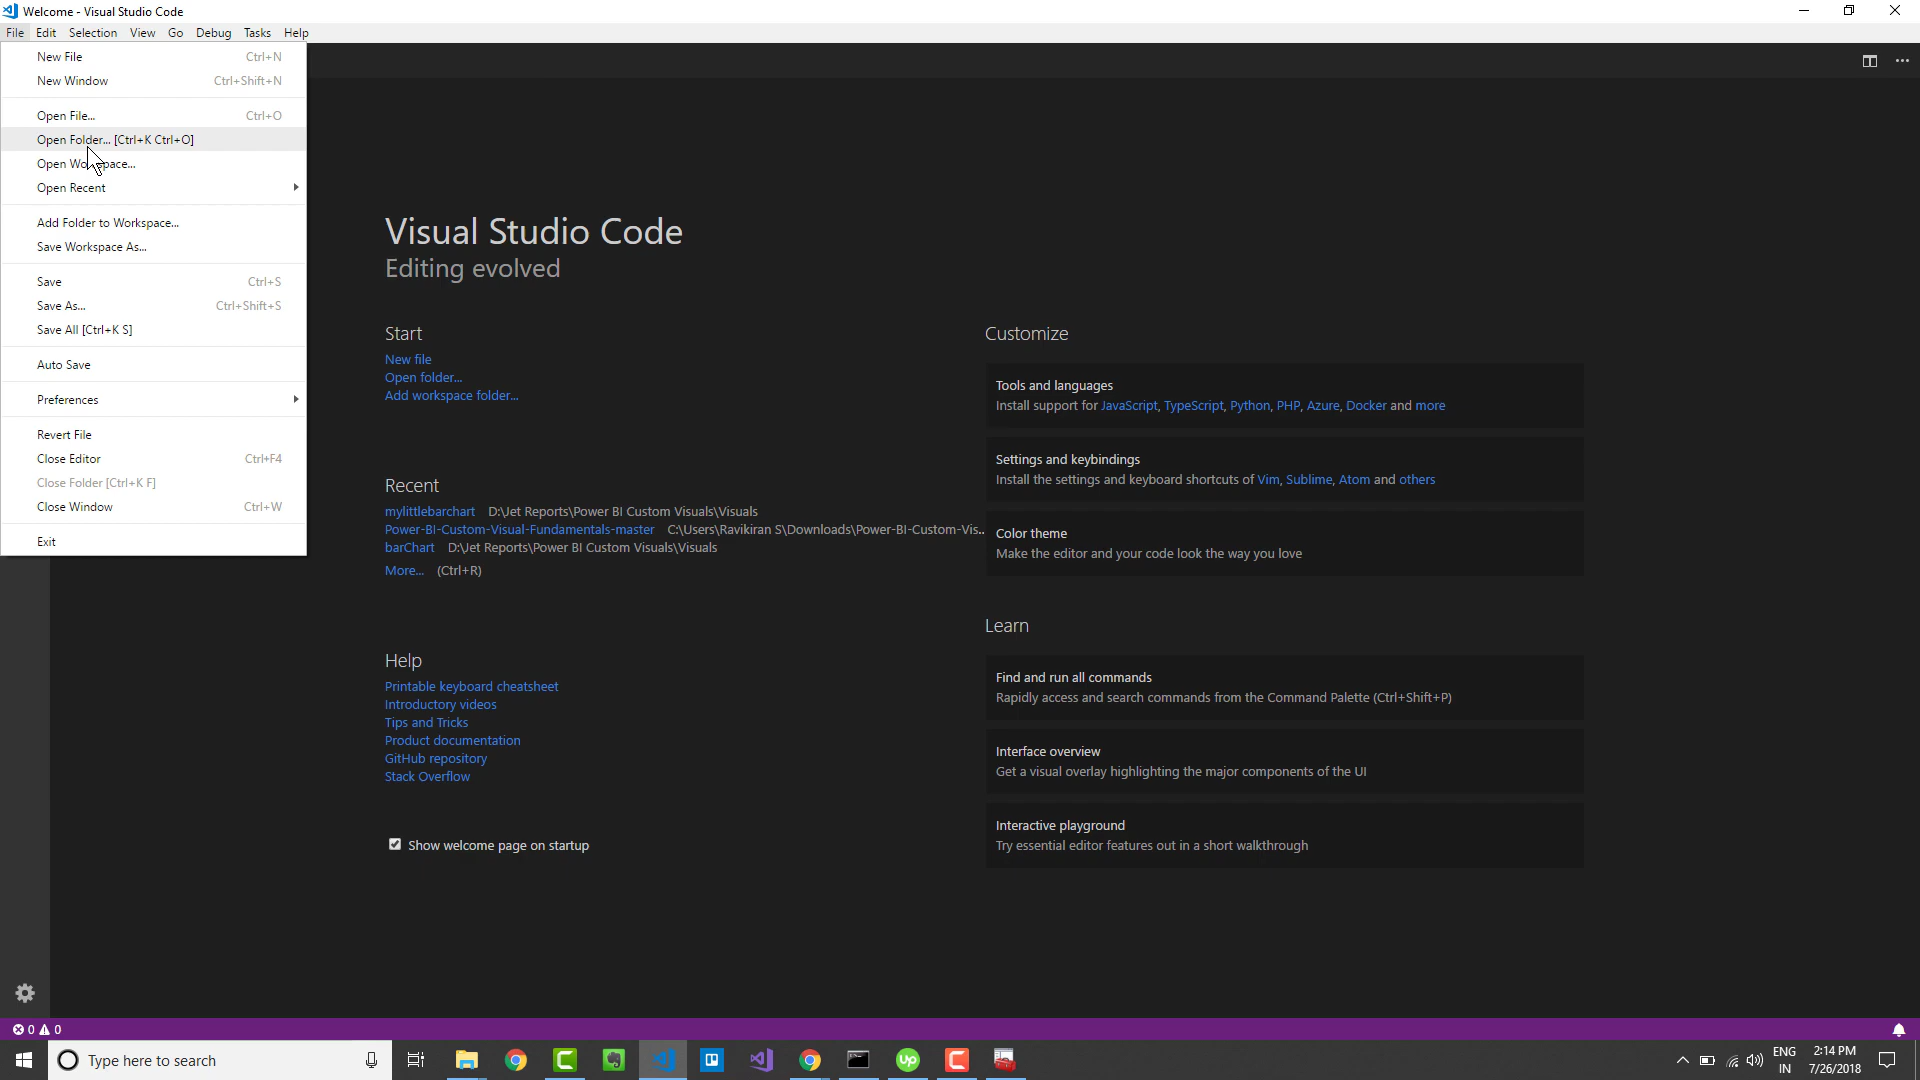 Welcome - Visual Studio Code
File Edit Selection View Go Debug Tasks Help
New File Ctrl+N
New Window Ctrl+Shift+N
Open File... Ctrl+O
Open Folder... [Ctrl+K Ctrl+O]
Open Workspace...
Open Recent
Add Folder to Workspace...
Save Workspace As...
Save Ctrl+S
Save As... Ctrl+Shift+S
Save All [Ctrl+K S]
Auto Save
Preferences
Revert File
Close Editor Ctrl+F4
Close Folder [Ctrl+K F]
Close Window Ctrl+W
Exit
Visual Studio Code
Editing evolved
Start
New file
Open folder...
Add workspace folder...
Recent
mylittlebarchart D:\Jet Reports\Power BI Custom Visuals\Visuals
Power-BI-Custom-Visual-Fundamentals-master C:\Users\Ravikiran S\Downloads\Power-BI-Custom-Vis...
barChart D:\Jet Reports\Power BI Custom Visuals\Visuals
More... (Ctrl+R)
Help
Printable keyboard cheatsheet
Introductory videos
Tips and Tricks
Product documentation
GitHub repository
Stack Overflow
Show welcome page on startup
Customize
Tools and languages
Install support for JavaScript, TypeScript, Python, PHP, Azure, Docker and more
Settings and keybindings
Install the settings and keyboard shortcuts of Vim, Sublime, Atom and others
Color theme
Make the editor and your code look the way you love
Learn
Find and run all commands
Rapidly access and search commands from the Command Palette (Ctrl+Shift+P)
Interface overview
Get a visual overlay highlighting the major components of the UI
Interactive playground
Try essential editor features out in a short walkthrough
0 0
Type here to search
Up
ENG
IN
2:14 PM
7/26/2018